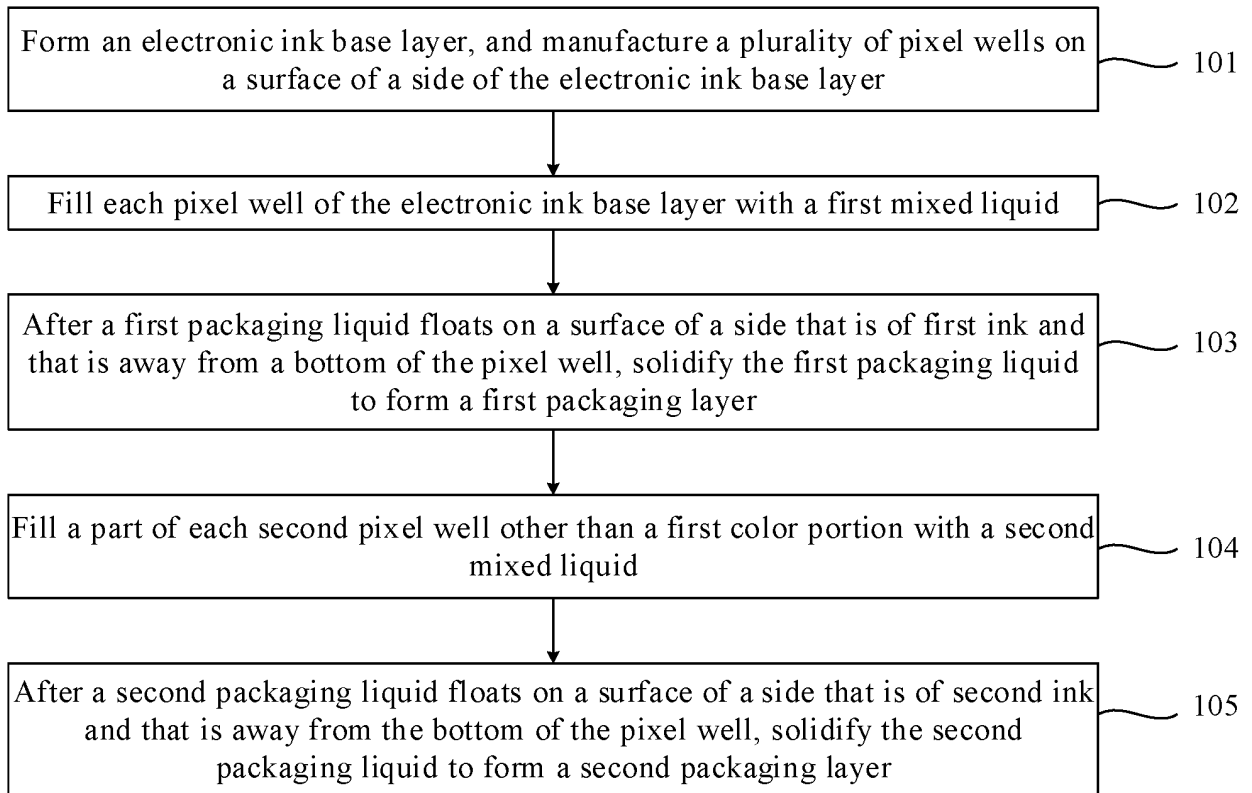 Form an electronic ink base layer, and manufacture a plurality of pixel wells on
a surface of a side of the electronic ink base layer
101
Fill each pixel well of the electronic ink base layer with a first mixed liquid
102
After a first packaging liquid floats on a surface of a side that is of first ink and
that is away from a bottom of the pixel well, solidify the first packaging liquid
to form a first packaging layer
103
Fill a part of each second pixel well other than a first color portion with a second
mixed liquid
104
After a second packaging liquid floats on a surface of a side that is of second ink
and that is away from the bottom of the pixel well, solidify the second
packaging liquid to form a second packaging layer
105